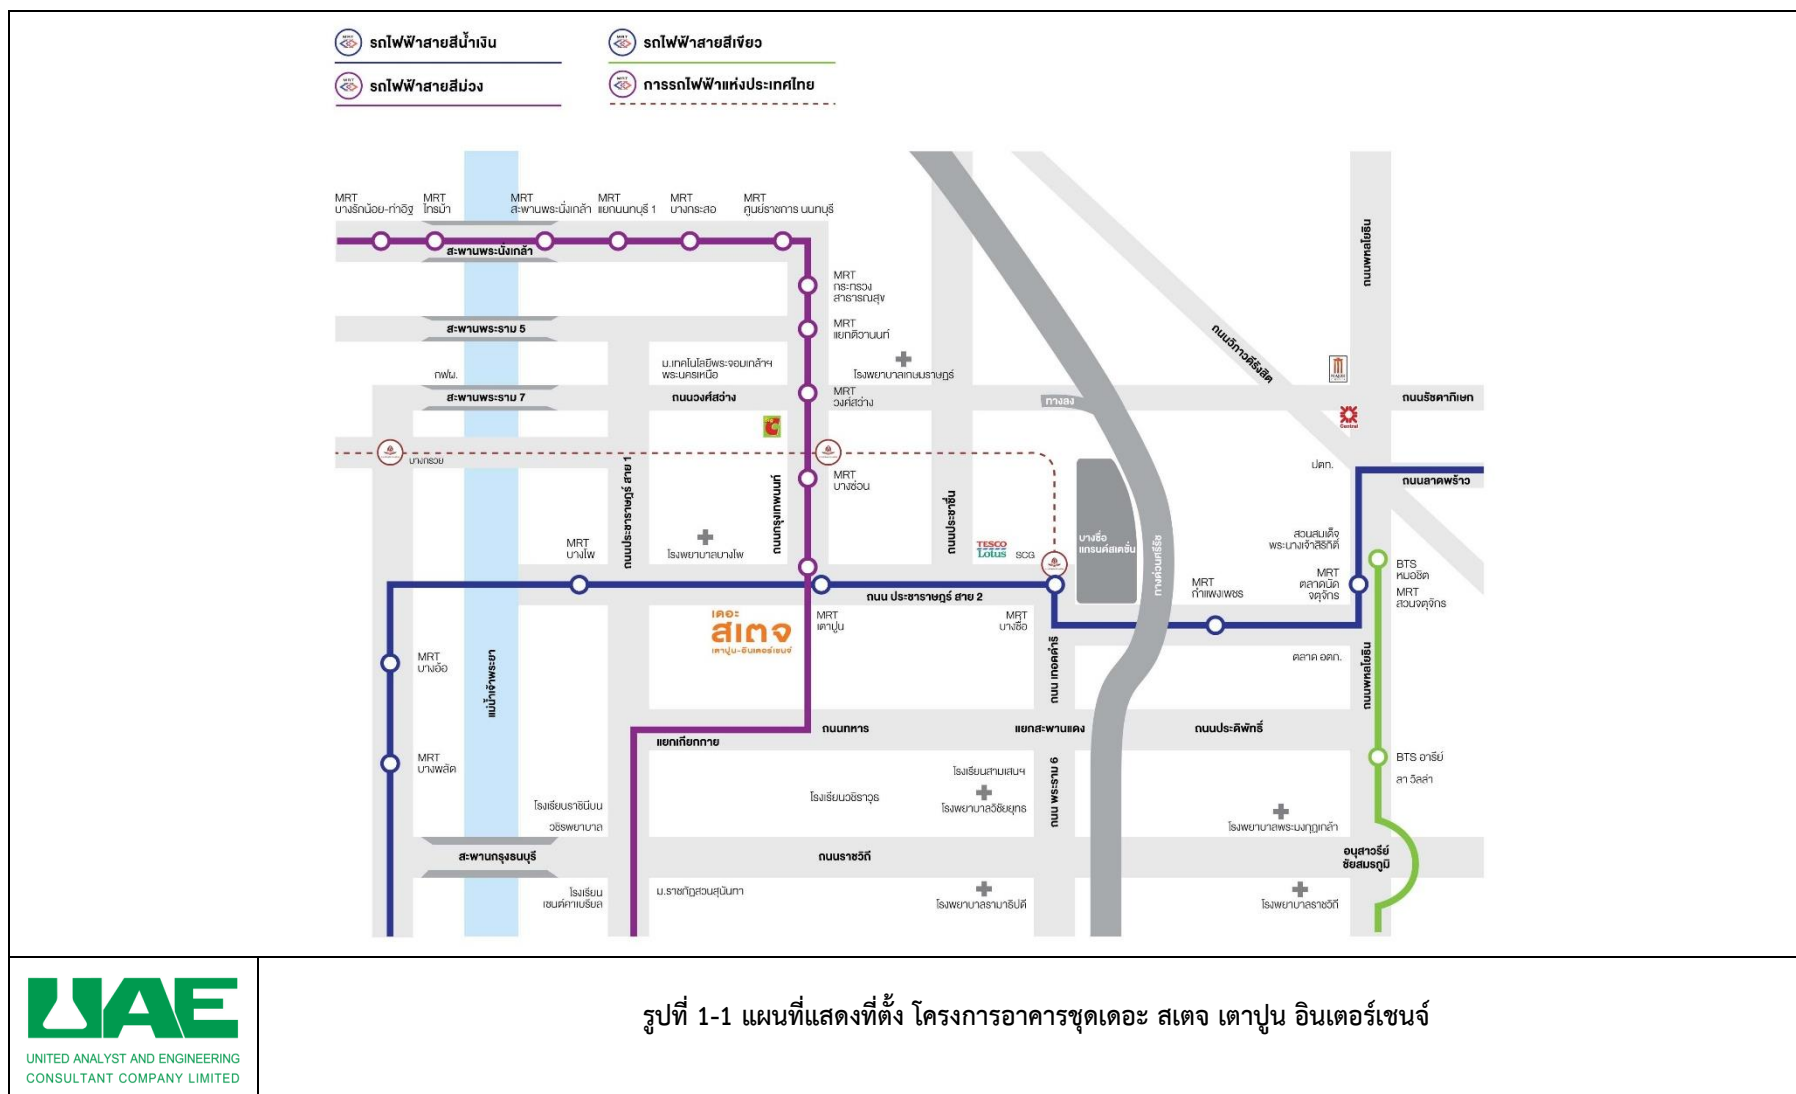 รถไฟฟ้าสายสีน้ำเงิน
รถไฟฟ้าสายสีเขียว
รถไฟฟ้าสายสีม่วง
การรถไฟฟ้าแห่งประเทศไทย
MRT
บางรักน้อย-ท่าอิฐ
MRT
ไทรม้า
MRT
สะพานพระนั่งเกล้า
MRT
แยกนนทบุรี 1
MRT
บางกระสอ
MRT
ศูนย์ราชการ นนทบุรี
สะพานพระนั่งเกล้า
MRT
กระทรวง
สาธารณสุข
ถนนพหลโยธิน
สะพานพระราม 5
MRT
แยกติวานนท์
ถนนวิภาวดีรังสิต
กฟผ.
ม.เทคโนโลยีพระจอมเกล้าฯ
พระนครเหนือ
โรงพยาบาลเกษมราษฎร์
สะพานพระราม 7
ถนนวงศ์สว่าง
MRT
วงศ์สว่าง
ทางลง
ถนนรัชดาภิเษก
Central
บางกรวย
ถนนประชาราษฎร์ สาย 1
ถนนกรุงเทพนนท์
MRT
บางซ่อน
ถนนประชาชื่น
ปตท.
ถนนลาดพร้าว
MRT
บางโพ
โรงพยาบาลบางโพ
TESCO
Lotus
SCG
บางซื่อ
แกรนด์สเตชั่น
ทางด่วนศรีรัช
สวนสมเด็จ
พระนางเจ้าสิริกิติ์
MRT
กำแพงเพชร
MRT
ตลาดนัด
จตุจักร
BTS
หมอชิต
MRT
สวนจตุจักร
ถนน ประชาราษฎร์ สาย 2
เดอะ
สเตจ
เตาปูน-อินเตอร์เชนจ์
MRT
เตาปูน
MRT
บางซื่อ
MRT
บางอ้อ
แม่น้ำเจ้าพระยา
ถนน เทอดดำริ
ตลาด อตก.
ถนนพหลโยธิน
แยกเกียกกาย
ถนนทหาร
แยกสะพานแดง
ถนนประดิพัทธิ์
MRT
บางพลัด
BTS อารีย์
ลา วิลล่า
โรงเรียนราชินีบน
วชิรพยาบาล
โรงเรียนวชิราวุธ
โรงเรียนสามเสนฯ
โรงพยาบาลวิชัยยุทธ
ถนน พระราม 6
โรงพยาบาลพระมงกุฎเกล้า
สะพานกรุงธนบุรี
ถนนราชวิถี
อนุสาวรีย์
ชัยสมรภูมิ
โรงเรียน
เซนต์คาเบรียล
ม.ราชภัฏสวนสุนันทา
โรงพยาบาลรามาธิบดี
โรงพยาบาลราชวิถี
UAE
UNITED ANALYST AND ENGINEERING
CONSULTANT COMPANY LIMITED
รูปที่ 1-1 แผนที่แสดงที่ตั้ง โครงการอาคารชุดเดอะ สเตจ เตาปูน อินเตอร์เชนจ์